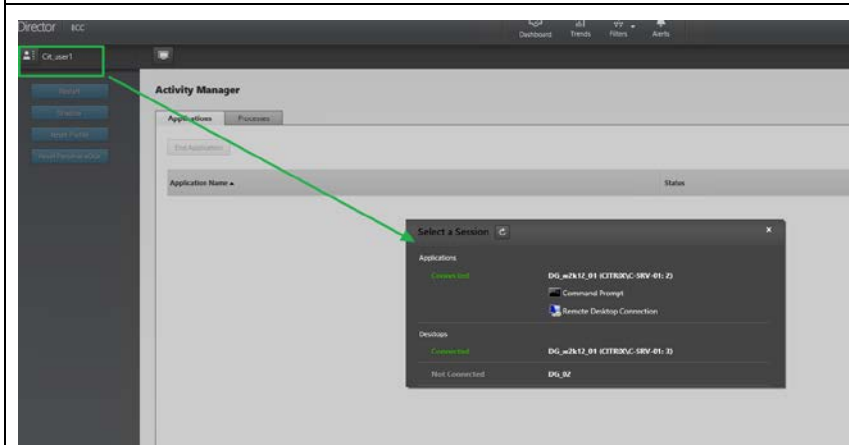 Director ICC
Dashboard Trends Filters Alerts
Cit_user1
Activity Manager
Applications Processes
End Application
Application Name Status
Select a Session
Applications
Connected DG_w2k12_01 (CITRIX\C-SRV-01: 2)
Command Prompt
Remote Desktop Connection
Desktops
Connected DG_w2k12_01 (CITRIX\C-SRV-01: 3)
Not Connected DG_02